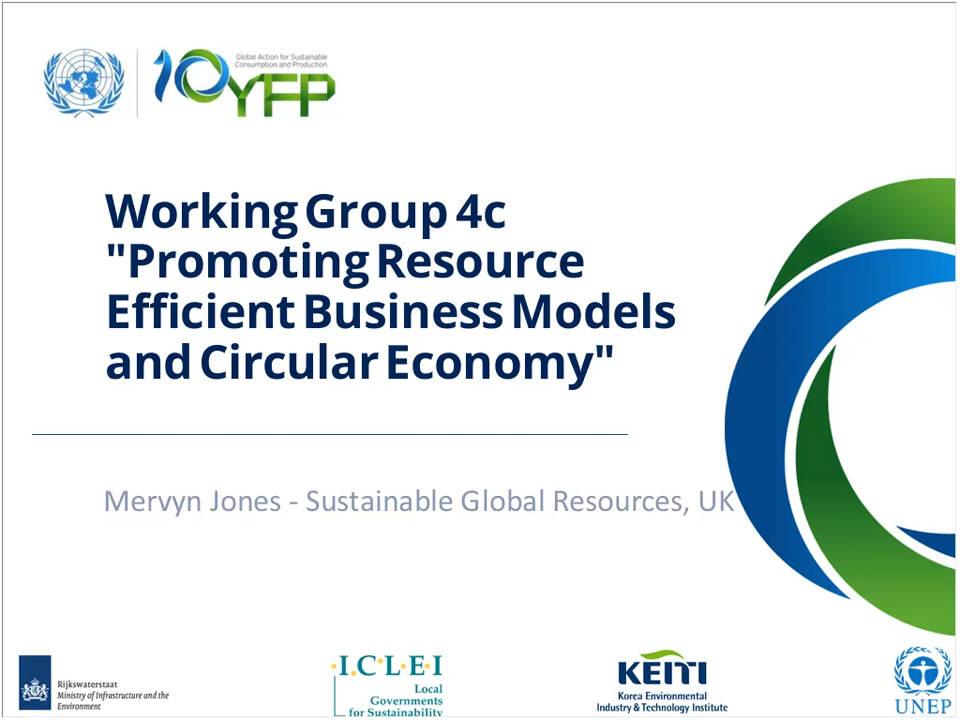 10YFP
Global Action for Sustainable
Consumption and Production
Working Group 4c
"Promoting Resource
Efficient Business Models
and Circular Economy"
Mervyn Jones - Sustainable Global Resources, UK
Rijkswaterstaat
Ministry of Infrastructure and the
Environment
·I.C·L·E·I
Local
Governments
for Sustainability
KEITI
Korea Environmental
Industry & Technology Institute
UNEP